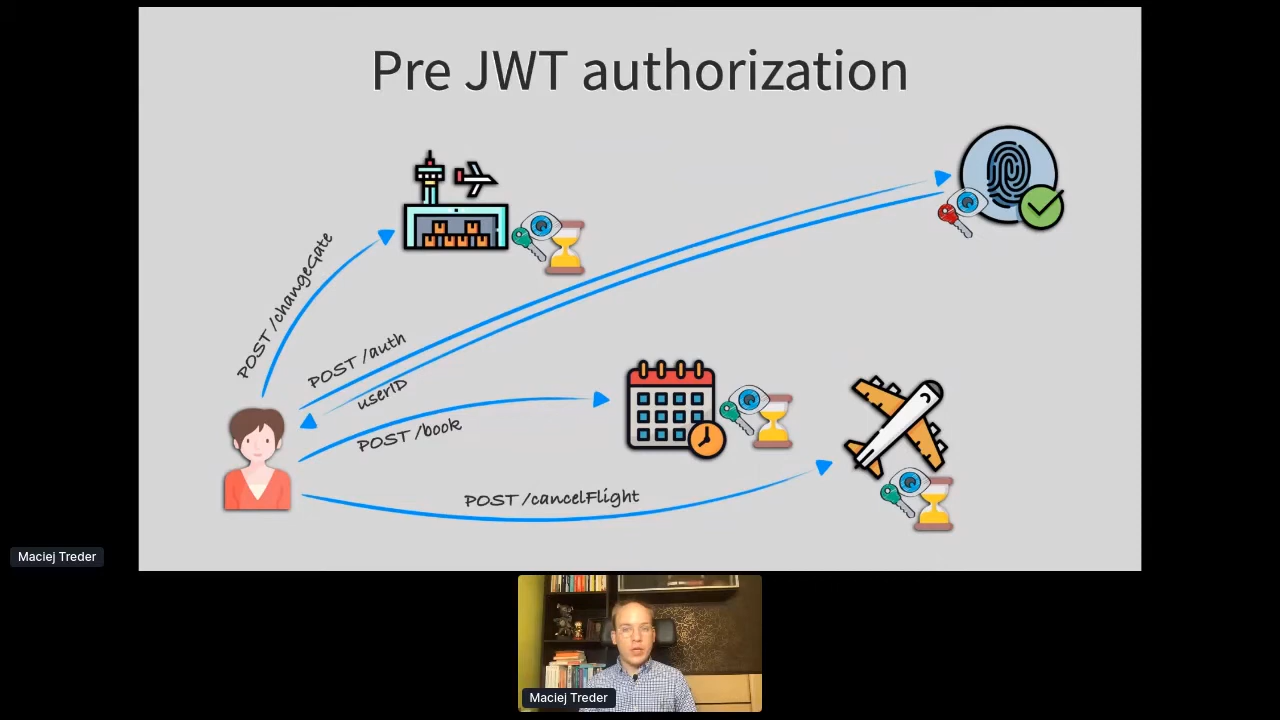 Pre JWT authorization
POST /changeGate
POST /auth
userID
POST /book
POST /cancelFlight
Maciej Treder
Maciej Treder